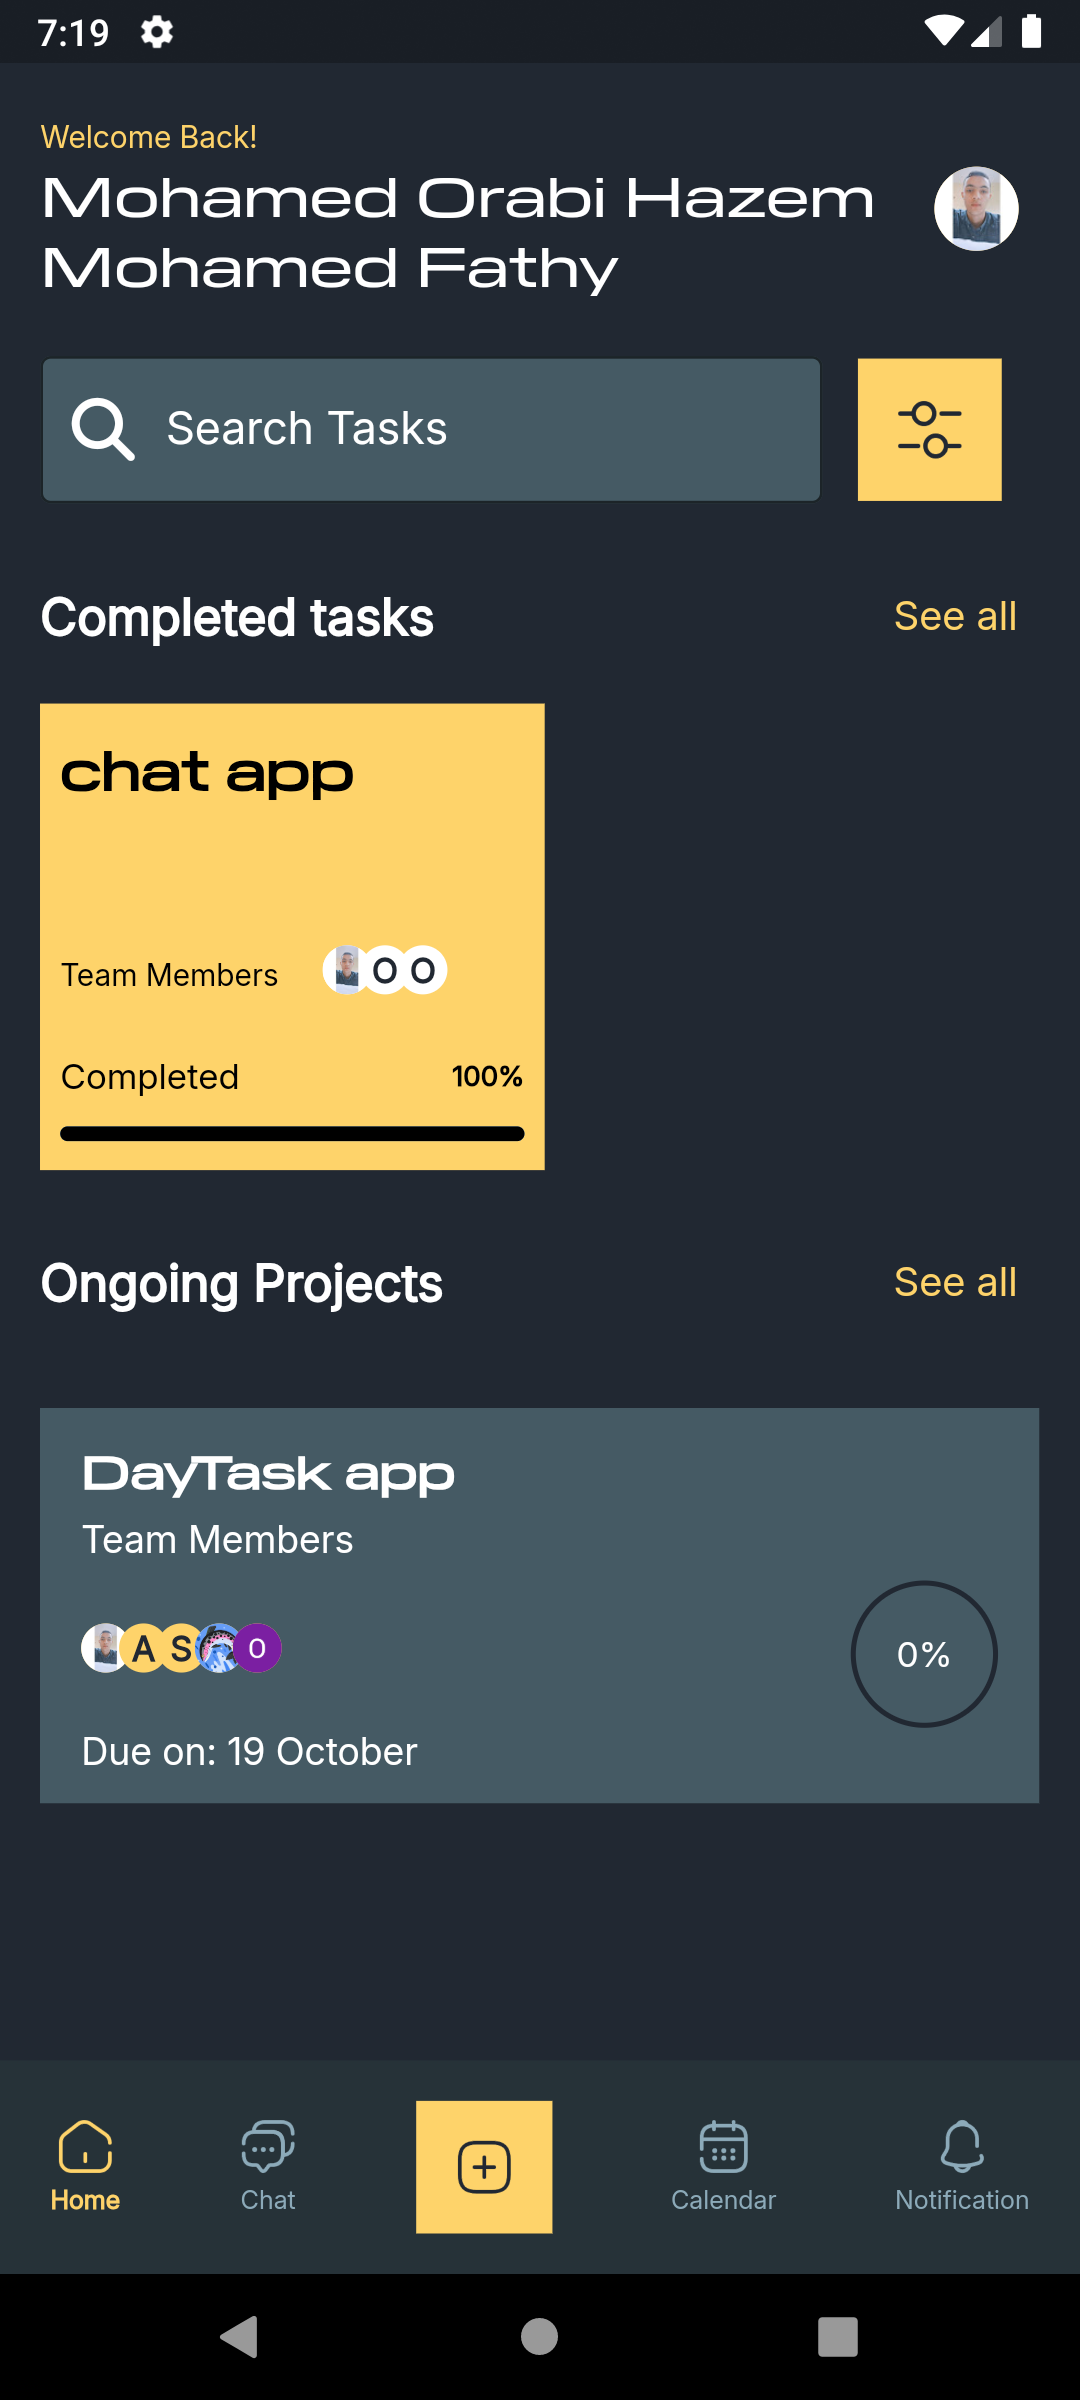 7:19
Welcome Back!
Mohamed Orabi Hazem
Mohamed Fathy
Search Tasks
Completed tasks
See all
chat app
Team Members
O O
Completed
100%
Ongoing Projects
See all
DayTask app
Team Members
A S O
0%
Due on: 19 October
Home
Chat
Calendar
Notification